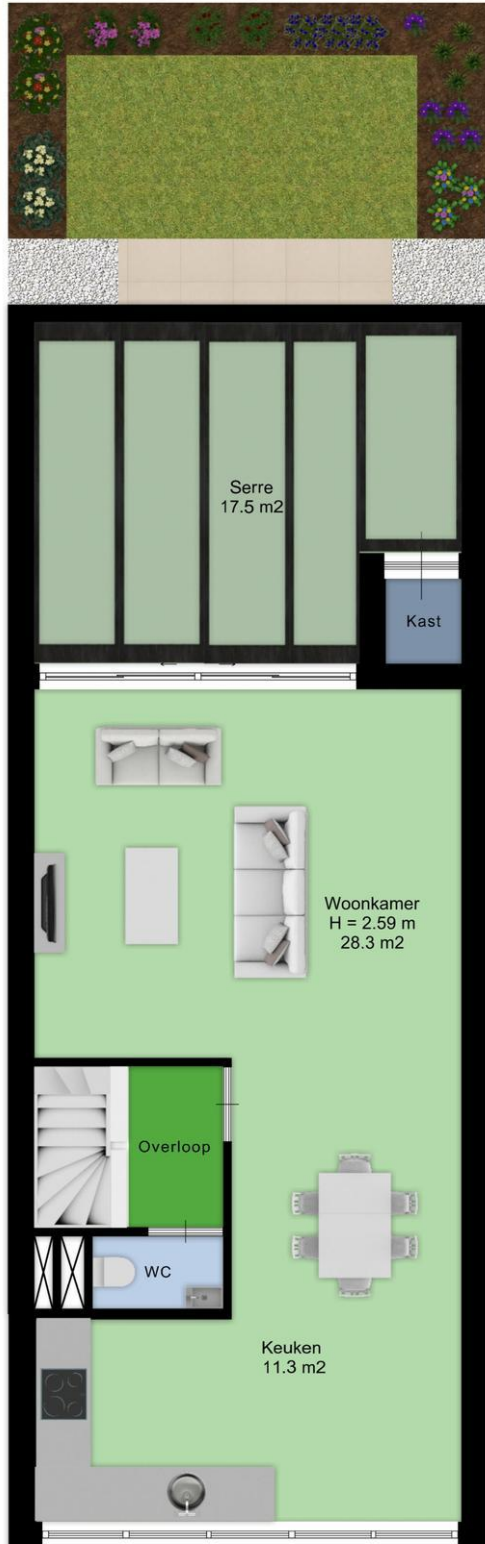 Serre
17.5 m2
Kast
Woonkamer
H = 2.59 m
28.3 m2
Overloop
WC
Keuken
11.3 m2